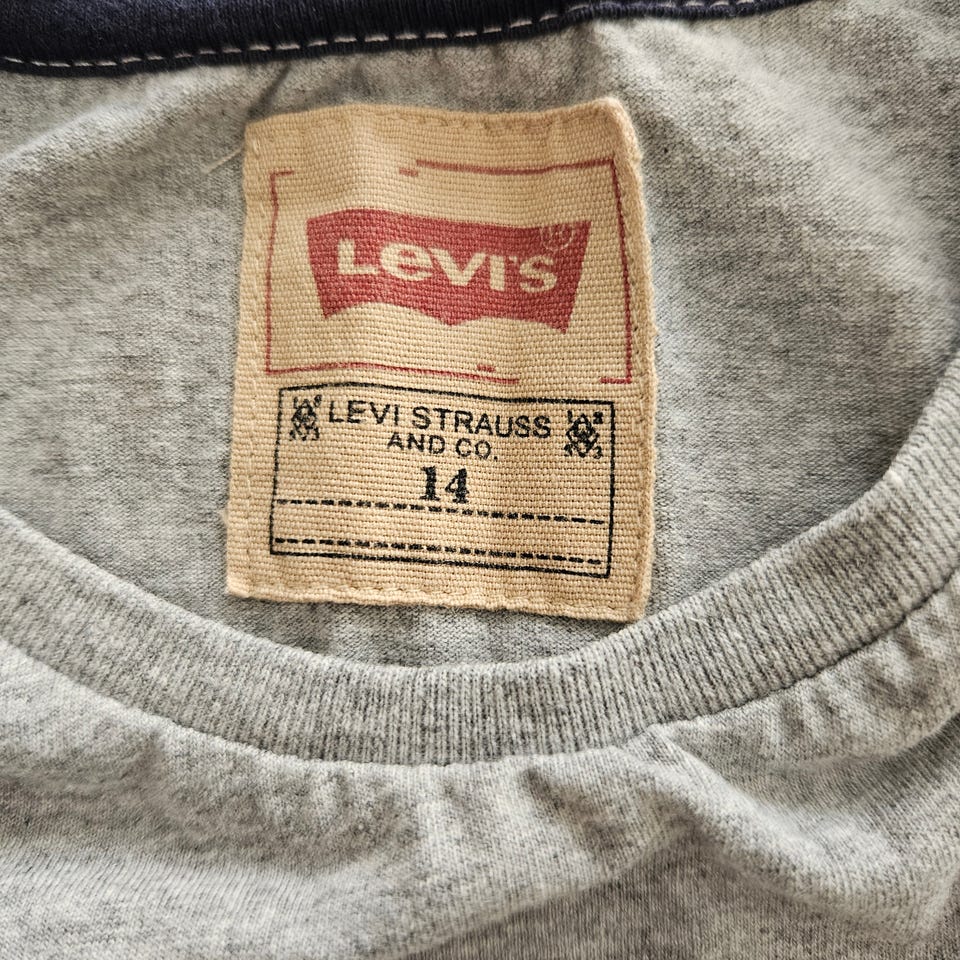 LEVI'S ®
LEVI STRAUSS
AND CO.
14